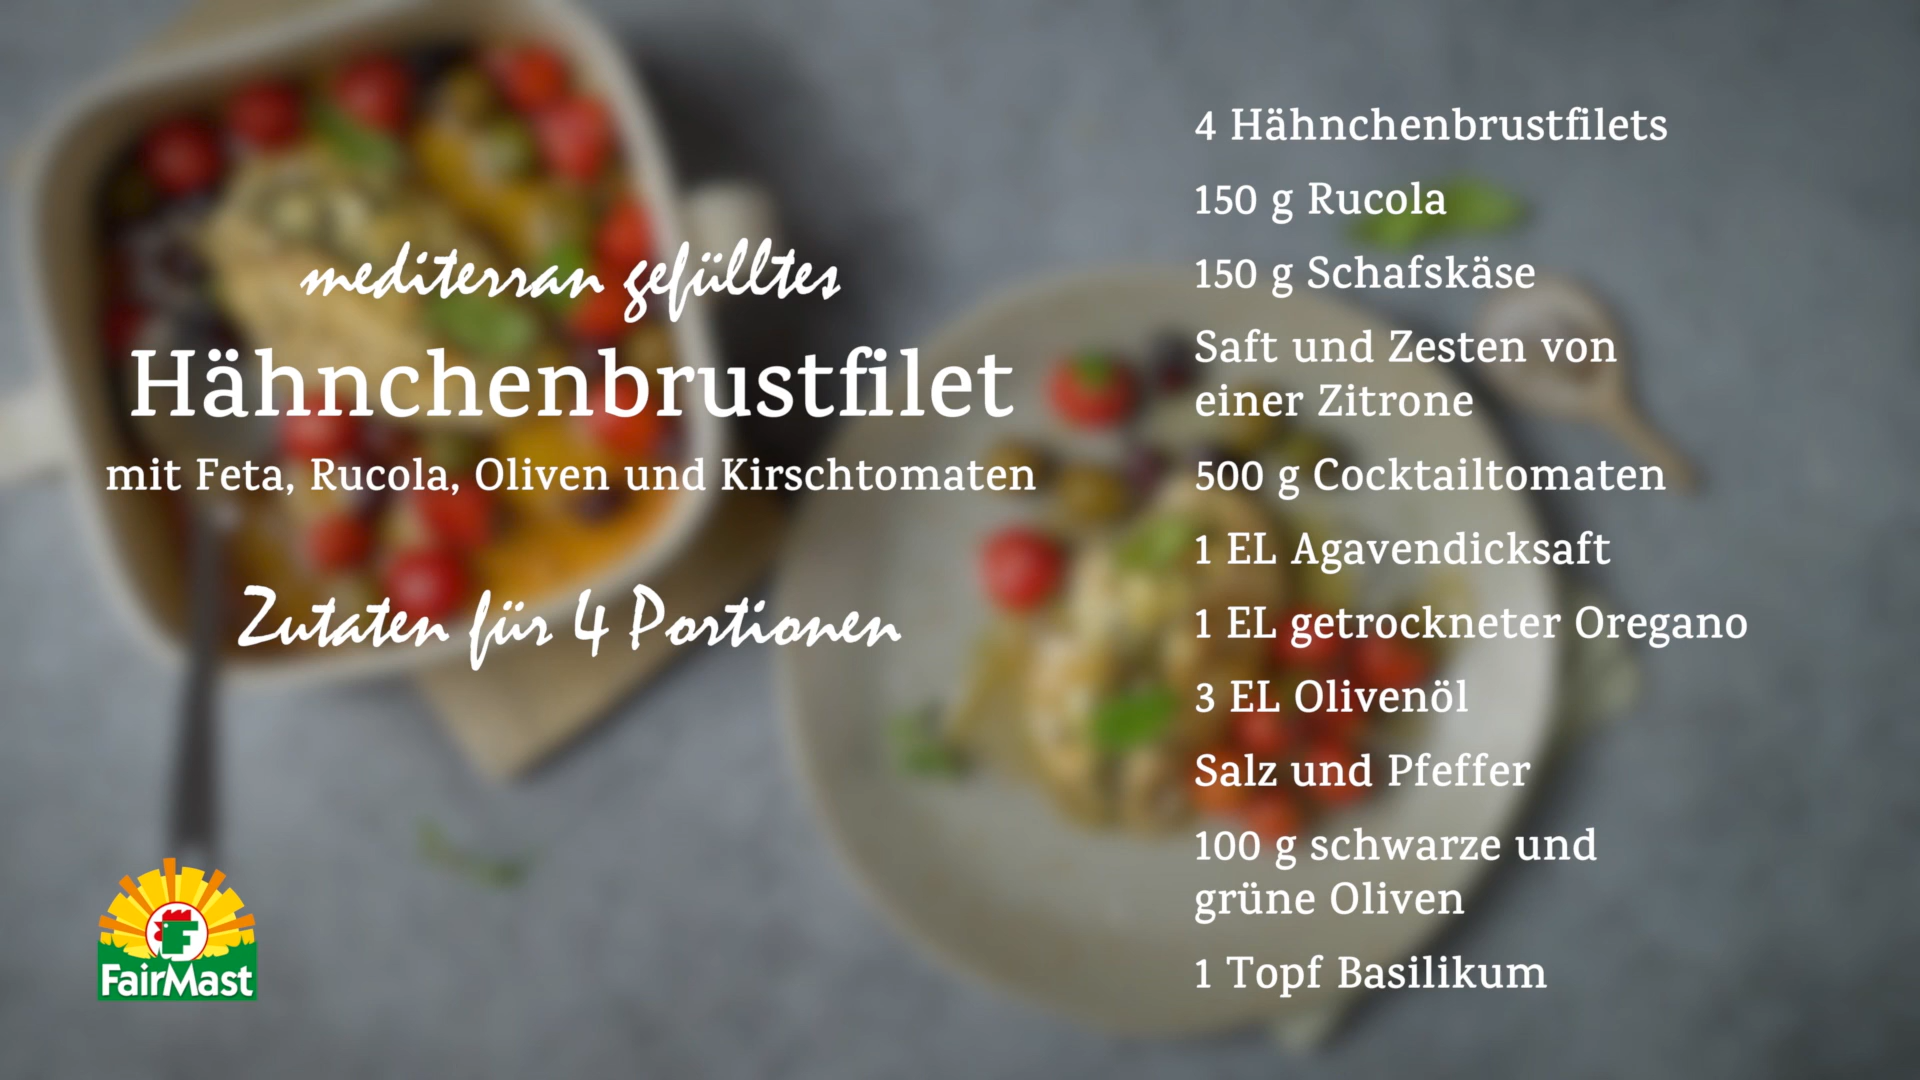 mediterran gefülltes
Hähnchenbrustfilet
mit Feta, Rucola, Oliven und Kirschtomaten
Zutaten für 4 Portionen
FairMast
4 Hähnchenbrustfilets
150 g Rucola
150 g Schafskäse
Saft und Zesten von
einer Zitrone
500 g Cocktailtomaten
1 EL Agavendicksaft
1 EL getrockneter Oregano
3 EL Olivenöl
Salz und Pfeffer
100 g schwarze und
grüne Oliven
1 Topf Basilikum